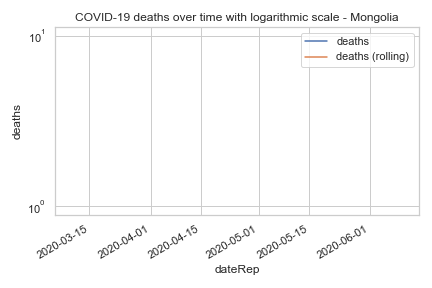 COVID-19 deaths over time with logarithmic scale - Mongolia
10¹
deaths
deaths (rolling)
deaths
10⁰
2020-03-15
2020-04-01
2020-04-15
2020-05-01
2020-05-15
2020-06-01
dateRep